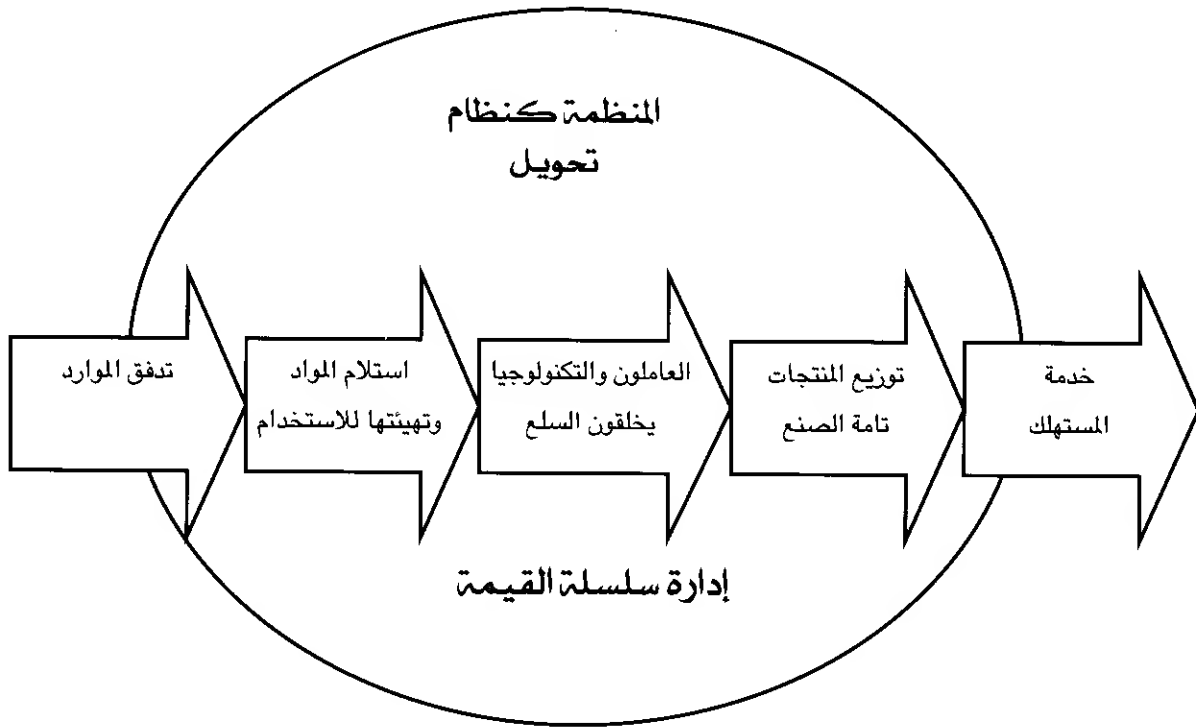 المنظمة كنظام
تحويل
تدفق الموارد
استلام المواد
وتهيئتها للاستخدام
العاملون والتكنولوجيا
يخلقون السلع
توزيع المنتجات
تامة الصنع
خدمة
المستهلك
إدارة سلسلة القيمة